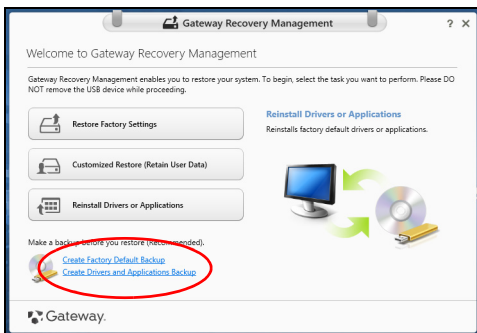 Gateway Recovery Management
? X
Welcome to Gateway Recovery Management
Gateway Recovery Management enables you to restore your system. To begin, select the task you want to perform. Please DO
NOT remove the USB device while proceeding.
Restore Factory Settings
Customized Restore (Retain User Data)
Reinstall Drivers or Applications
Reinstall Drivers or Applications
Reinstalls factory default drivers or applications.
Make a backup before you restore (Recommended).
Create Factory Default Backup
Create Drivers and Applications Backup
Gateway.